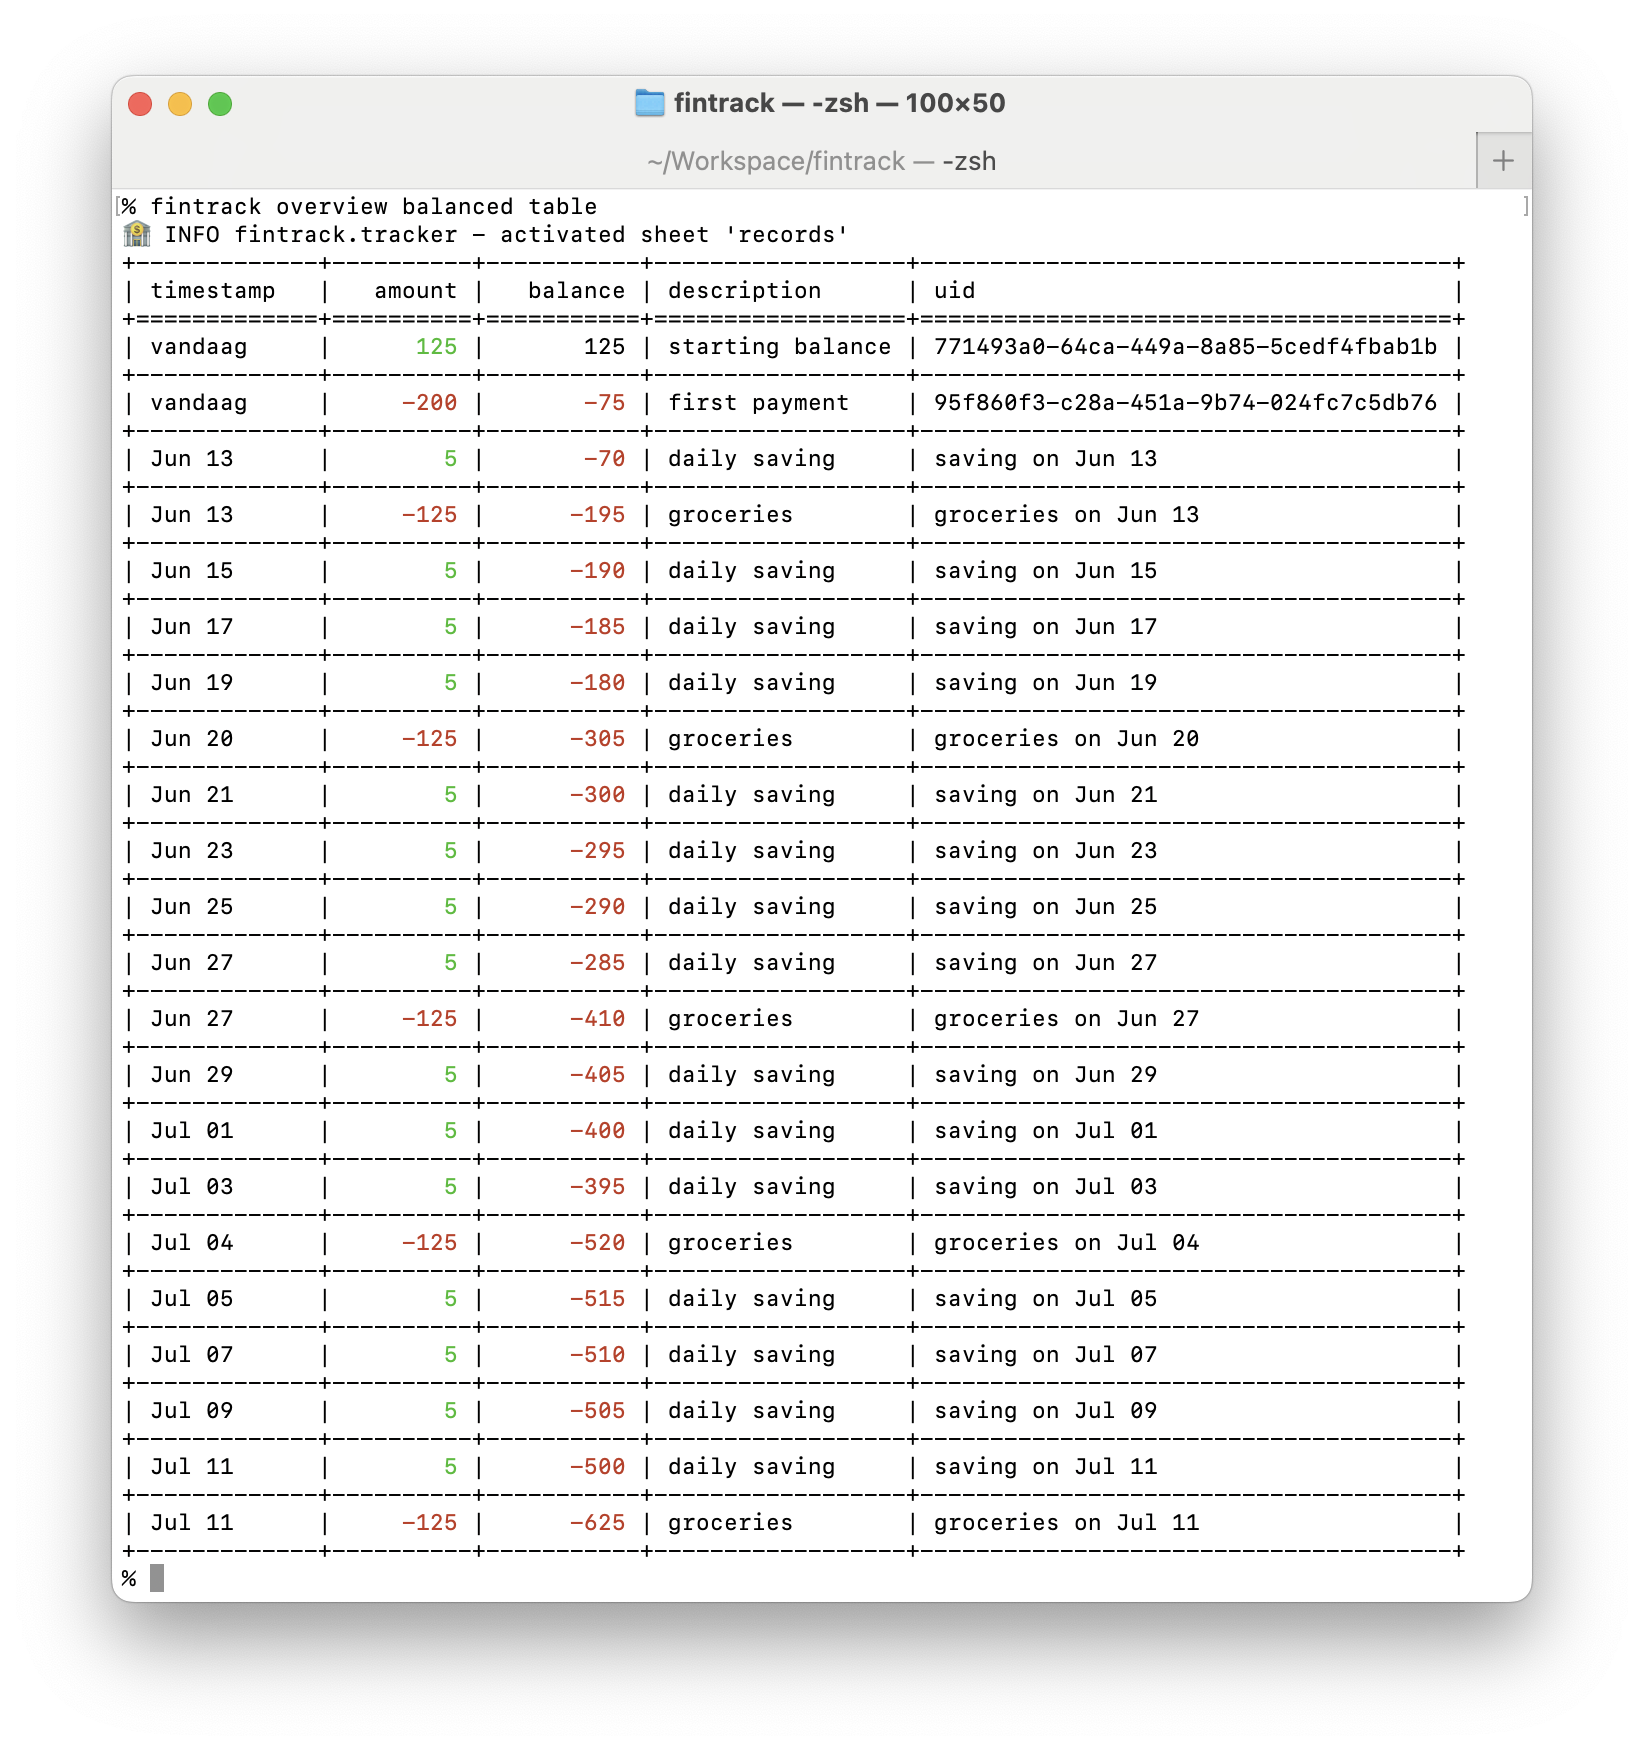 fintrack — -zsh — 100×50
~/Workspace/fintrack — -zsh
% fintrack overview balanced table
INFO fintrack.tracker - activated sheet 'records'
+-------------+----------+-----------+------------------+--------------------------------------+
| timestamp   |   amount |   balance | description      | uid                                  |
+=============+==========+===========+==================+======================================+
| vandaag     |      125 |       125 | starting balance | 771493a0-64ca-449a-8a85-5cedf4fbab1b |
+-------------+----------+-----------+------------------+--------------------------------------+
| vandaag     |     -200 |       -75 | first payment    | 95f860f3-c28a-451a-9b74-024fc7c5db76 |
+-------------+----------+-----------+------------------+--------------------------------------+
| Jun 13      |        5 |       -70 | daily saving     | saving on Jun 13                     |
+-------------+----------+-----------+------------------+--------------------------------------+
| Jun 13      |     -125 |      -195 | groceries        | groceries on Jun 13                  |
+-------------+----------+-----------+------------------+--------------------------------------+
| Jun 15      |        5 |      -190 | daily saving     | saving on Jun 15                     |
+-------------+----------+-----------+------------------+--------------------------------------+
| Jun 17      |        5 |      -185 | daily saving     | saving on Jun 17                     |
+-------------+----------+-----------+------------------+--------------------------------------+
| Jun 19      |        5 |      -180 | daily saving     | saving on Jun 19                     |
+-------------+----------+-----------+------------------+--------------------------------------+
| Jun 20      |     -125 |      -305 | groceries        | groceries on Jun 20                  |
+-------------+----------+-----------+------------------+--------------------------------------+
| Jun 21      |        5 |      -300 | daily saving     | saving on Jun 21                     |
+-------------+----------+-----------+------------------+--------------------------------------+
| Jun 23      |        5 |      -295 | daily saving     | saving on Jun 23                     |
+-------------+----------+-----------+------------------+--------------------------------------+
| Jun 25      |        5 |      -290 | daily saving     | saving on Jun 25                     |
+-------------+----------+-----------+------------------+--------------------------------------+
| Jun 27      |        5 |      -285 | daily saving     | saving on Jun 27                     |
+-------------+----------+-----------+------------------+--------------------------------------+
| Jun 27      |     -125 |      -410 | groceries        | groceries on Jun 27                  |
+-------------+----------+-----------+------------------+--------------------------------------+
| Jun 29      |        5 |      -405 | daily saving     | saving on Jun 29                     |
+-------------+----------+-----------+------------------+--------------------------------------+
| Jul 01      |        5 |      -400 | daily saving     | saving on Jul 01                     |
+-------------+----------+-----------+------------------+--------------------------------------+
| Jul 03      |        5 |      -395 | daily saving     | saving on Jul 03                     |
+-------------+----------+-----------+------------------+--------------------------------------+
| Jul 04      |     -125 |      -520 | groceries        | groceries on Jul 04                  |
+-------------+----------+-----------+------------------+--------------------------------------+
| Jul 05      |        5 |      -515 | daily saving     | saving on Jul 05                     |
+-------------+----------+-----------+------------------+--------------------------------------+
| Jul 07      |        5 |      -510 | daily saving     | saving on Jul 07                     |
+-------------+----------+-----------+------------------+--------------------------------------+
| Jul 09      |        5 |      -505 | daily saving     | saving on Jul 09                     |
+-------------+----------+-----------+------------------+--------------------------------------+
| Jul 11      |        5 |      -500 | daily saving     | saving on Jul 11                     |
+-------------+----------+-----------+------------------+--------------------------------------+
| Jul 11      |     -125 |      -625 | groceries        | groceries on Jul 11                  |
+-------------+----------+-----------+------------------+--------------------------------------+
%